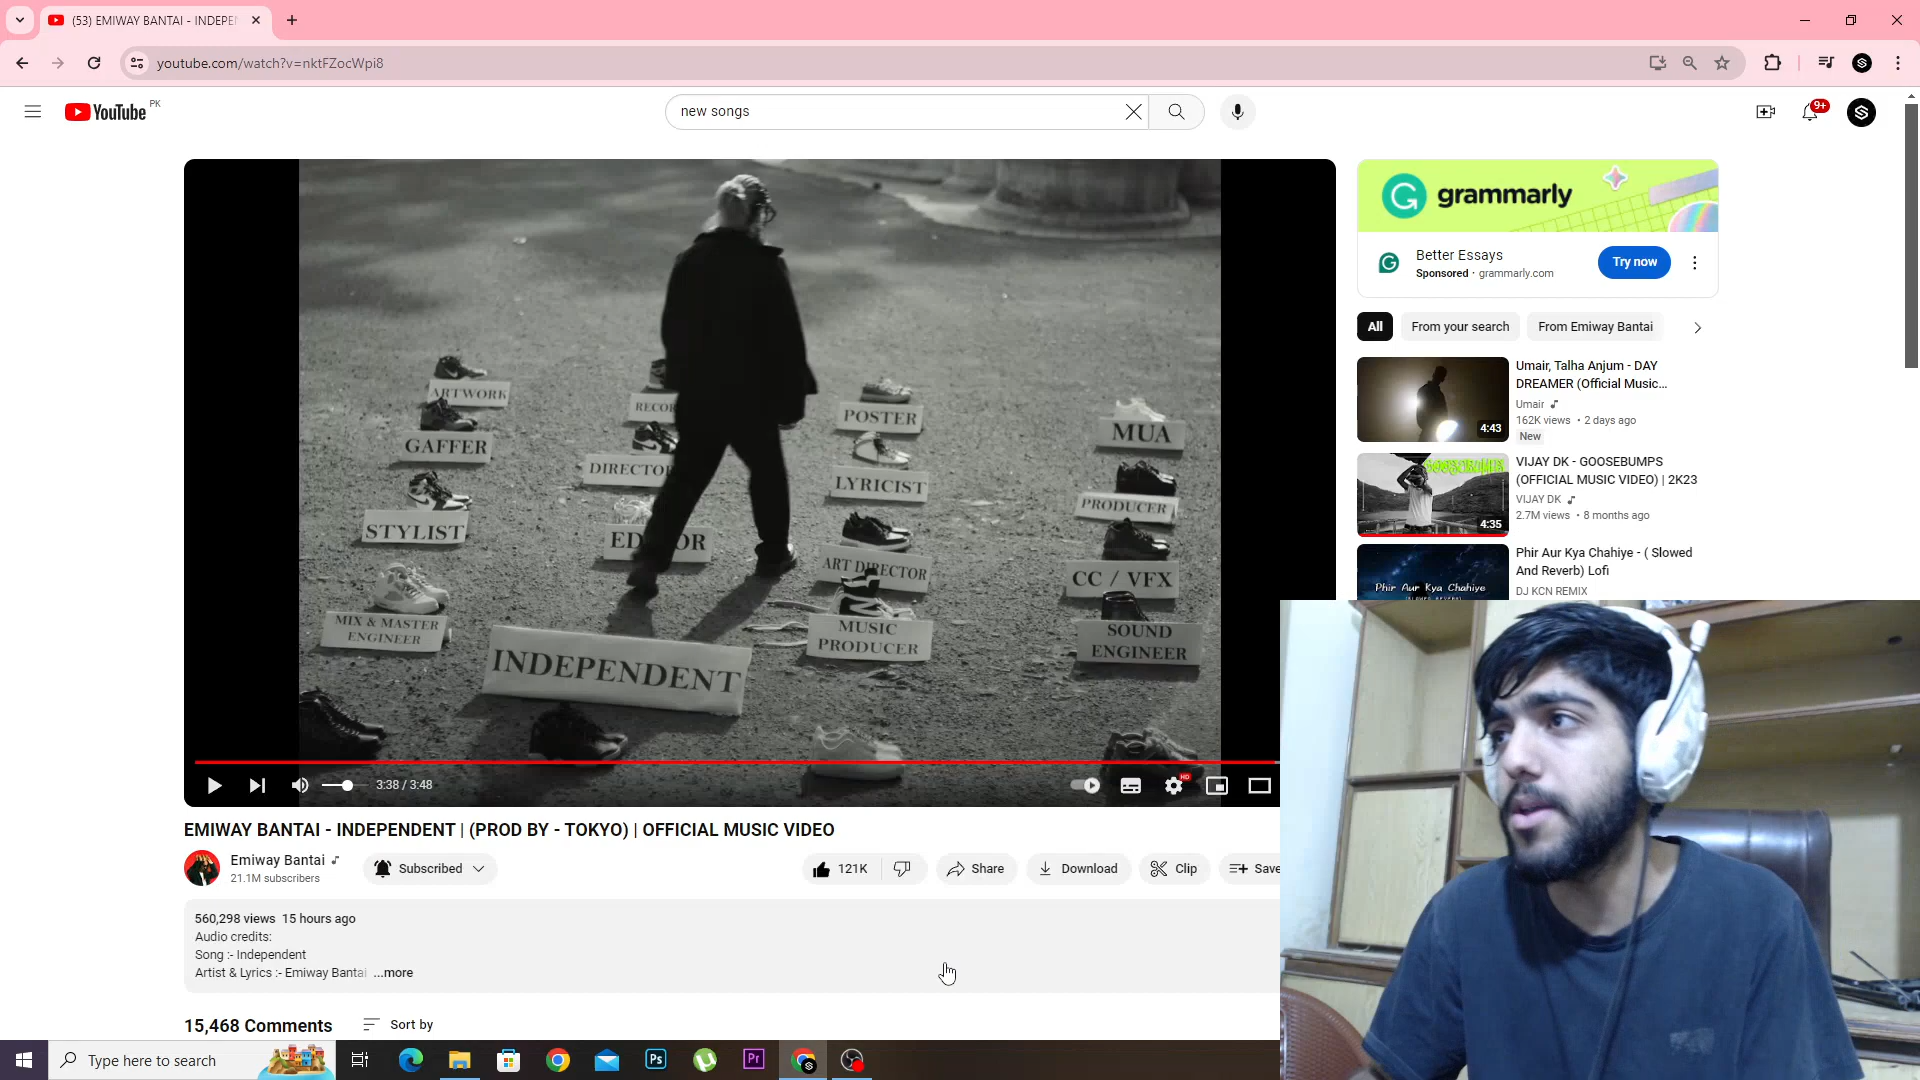 (53) EMIWAY BANTAI - INDEPE
youtube.com/watch?v=nktFZocWpi8
YouTube PK
new songs
9+
grammarly
Better Essays
Sponsored · grammarly.com
Try now
All
From your search
From Emiway Bantai
Umair, Talha Anjum - DAY
DREAMER (Official Music...
Umair
162K views • 2 days ago
New
4:43
GOOSEBUMPS
VIJAY DK - GOOSEBUMPS
(OFFICIAL MUSIC VIDEO) | 2K23
VIJAY DK
2.7M views • 8 months ago
4:35
Phir Aur Kya Chahiye - ( Slowed
And Reverb) Lofi
DJ KCN REMIX
Phir Aur Kya Chahiye
ARTWORK
GAFFER
STYLIST
MIX & MASTER
ENGINEER
RECOR
DIRECTOR
ED OR
INDEPENDENT
POSTER
LYRICIST
ART DIRECTOR
MUSIC
PRODUCER
MUA
PRODUCER
CC / VFX
SOUND
ENGINEER
3:38 / 3:48
HD
EMIWAY BANTAI - INDEPENDENT | (PROD BY - TOKYO) | OFFICIAL MUSIC VIDEO
Emiway Bantai
21.1M subscribers
Subscribed
121K
Share
Download
Clip
Save
560,298 views 15 hours ago
Audio credits:
Song :- Independent
Artist & Lyrics :- Emiway Bantai ...more
15,468 Comments
Sort by
Type here to search
Ps
Pr